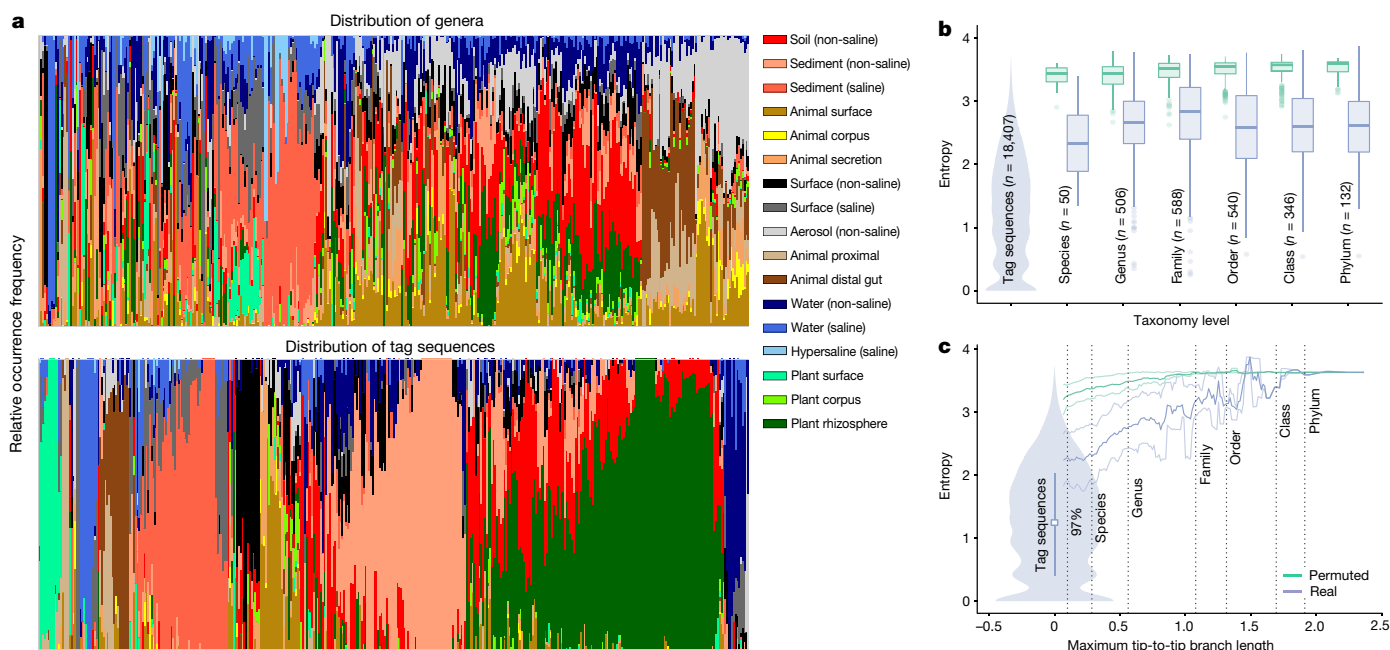 a
Distribution of genera
Relative occurrence frequency
Distribution of tag sequences
Soil (non-saline)
Sediment (non-saline)
Sediment (saline)
Animal surface
Animal corpus
Animal secretion
Surface (non-saline)
Surface (saline)
Aerosol (non-saline)
Animal proximal
Animal distal gut
Water (non-saline)
Water (saline)
Hypersaline (saline)
Plant surface
Plant corpus
Plant rhizosphere
b
Entropy
4
3
2
1
0
Tag sequences (n = 18,407)
Species (n = 50)
Genus (n = 506)
Family (n = 588)
Order (n = 540)
Class (n = 346)
Phylum (n = 132)
Taxonomy level
c
Entropy
4
3
2
1
0
Tag sequences
97%
Species
Genus
Family
Order
Class
Phylum
Permuted
Real
−0.5
0
0.5
1.0
1.5
2.0
2.5
Maximum tip-to-tip branch length